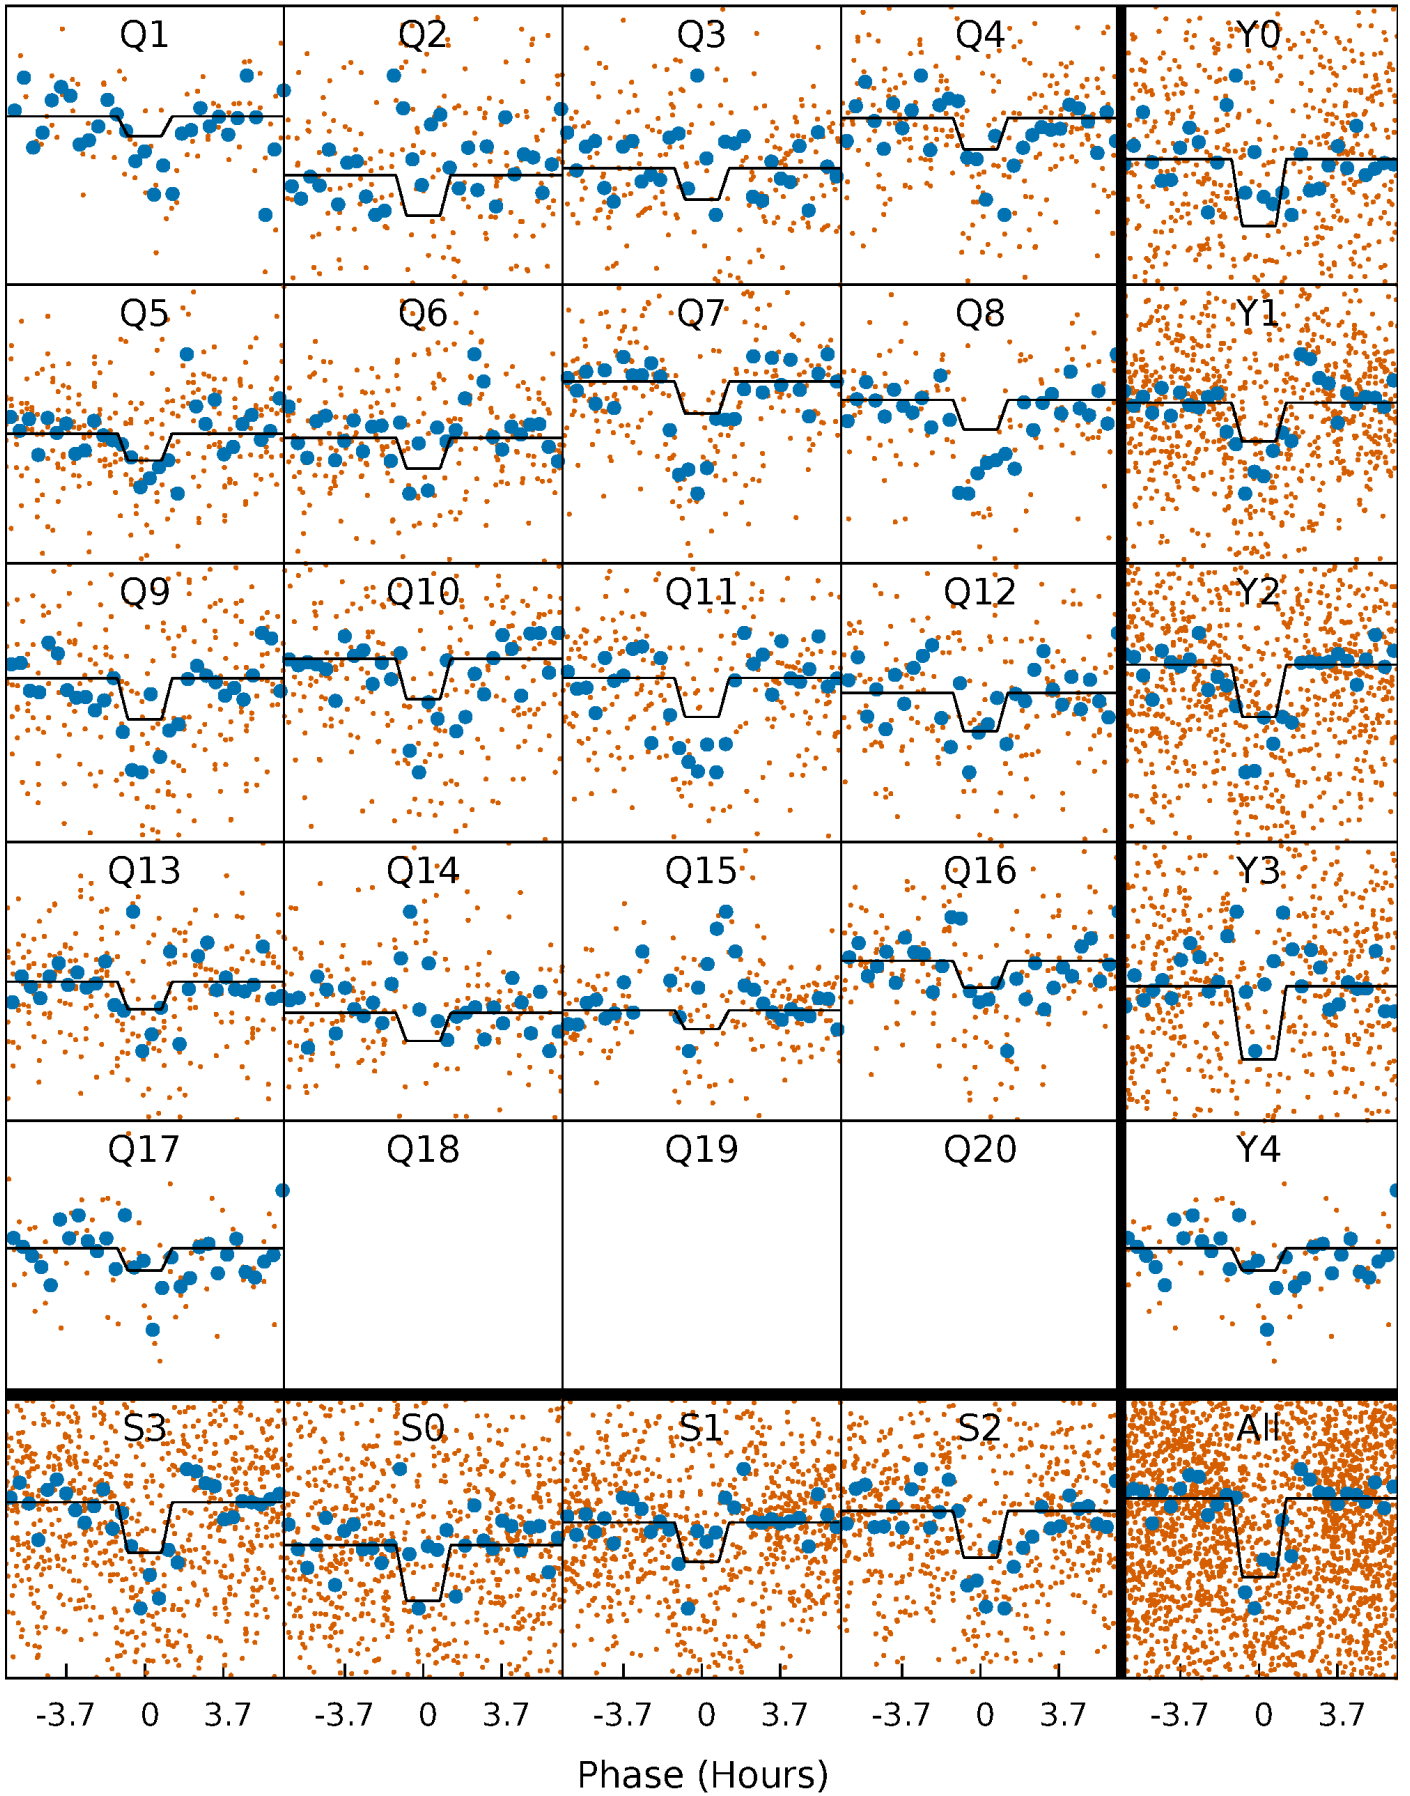 Q1 Q2 Q3 Q4 Y0
Q5 Q6 Q7 Q8 Y1
Q9 Q10 Q11 Q12 Y2
Q13 Q14 Q15 Q16 Y3
Q17 Q18 Q19 Q20 Y4
S3 S0 S1 S2 All
-3.7 0 3.7 -3.7 0 3.7 -3.7 0 3.7 -3.7 0 3.7 -3.7 0 3.7
Phase (Hours)